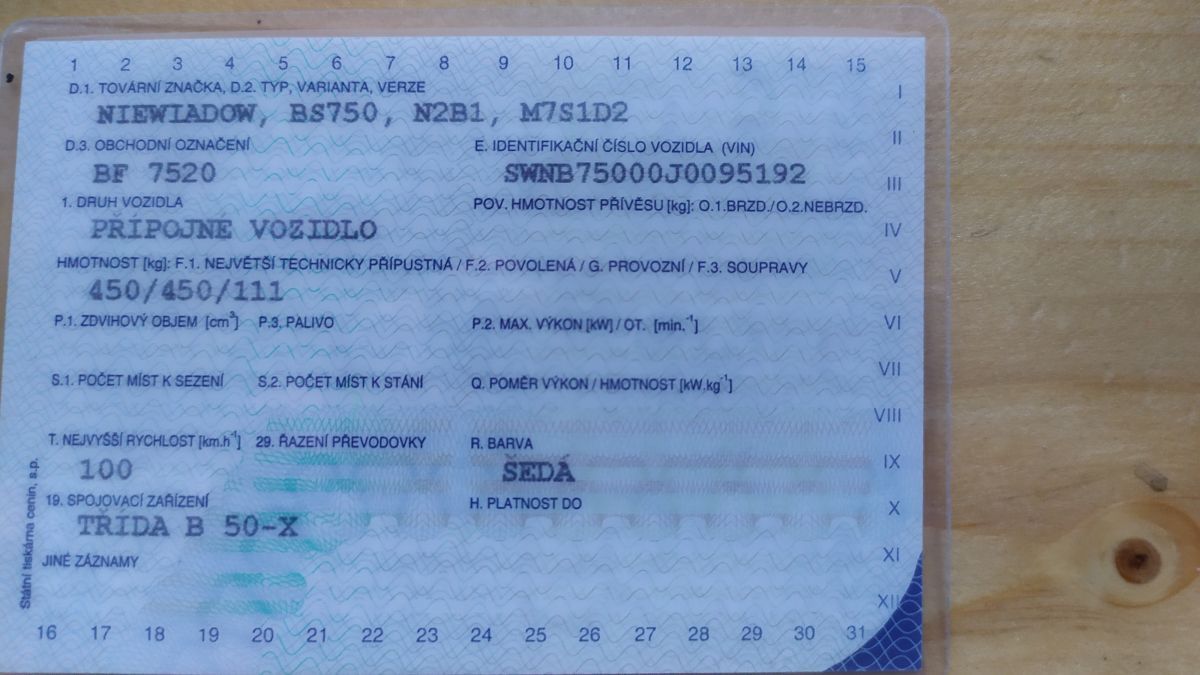 1 2 3 4 5 6 7 8 9 10 11 12 13 14 15
D.1. TOVÁRNÍ ZNAČKA, D.2. TYP, VARIANTA, VERZE
I
NIEWIADOW, BS750, N2B1, M7S1D2
II
D.3. OBCHODNÍ OZNAČENÍ E. IDENTIFIKAČNÍ ČÍSLO VOZIDLA (VIN)
BF 7520 SWNB75000J0095192
III
1. DRUH VOZIDLA POV. HMOTNOST PŘÍVĚSU [kg]: O.1.BRZD./O.2.NEBRZD.
PŘÍPOJNÉ VOZIDLO
IV
HMOTNOST [kg]: F.1. NEJVĚTŠÍ TECHNICKY PŘÍPUSTNÁ / F.2. POVOLENÁ / G. PROVOZNÍ / F.3. SOUPRAVY
V
450/450/111
P.1. ZDVIHOVÝ OBJEM [cm³] P.3. PALIVO P.2. MAX. VÝKON [kW] / OT. [min.⁻¹]
VI
VII
S.1. POČET MÍST K SEZENÍ S.2. POČET MÍST K STÁNÍ Q. POMĚR VÝKON / HMOTNOST [kW.kg⁻¹]
VIII
T. NEJVYŠŠÍ RYCHLOST [km.h⁻¹] 29. ŘAZENÍ PŘEVODOVKY R. BARVA
100 ŠEDÁ
IX
19. SPOJOVACÍ ZAŘÍZENÍ H. PLATNOST DO
X
TŘÍDA B 50-X
JINÉ ZÁZNAMY
XI
XII
Státní tiskárna cenin, s.p.
16 17 18 19 20 21 22 23 24 25 26 27 28 29 30 31